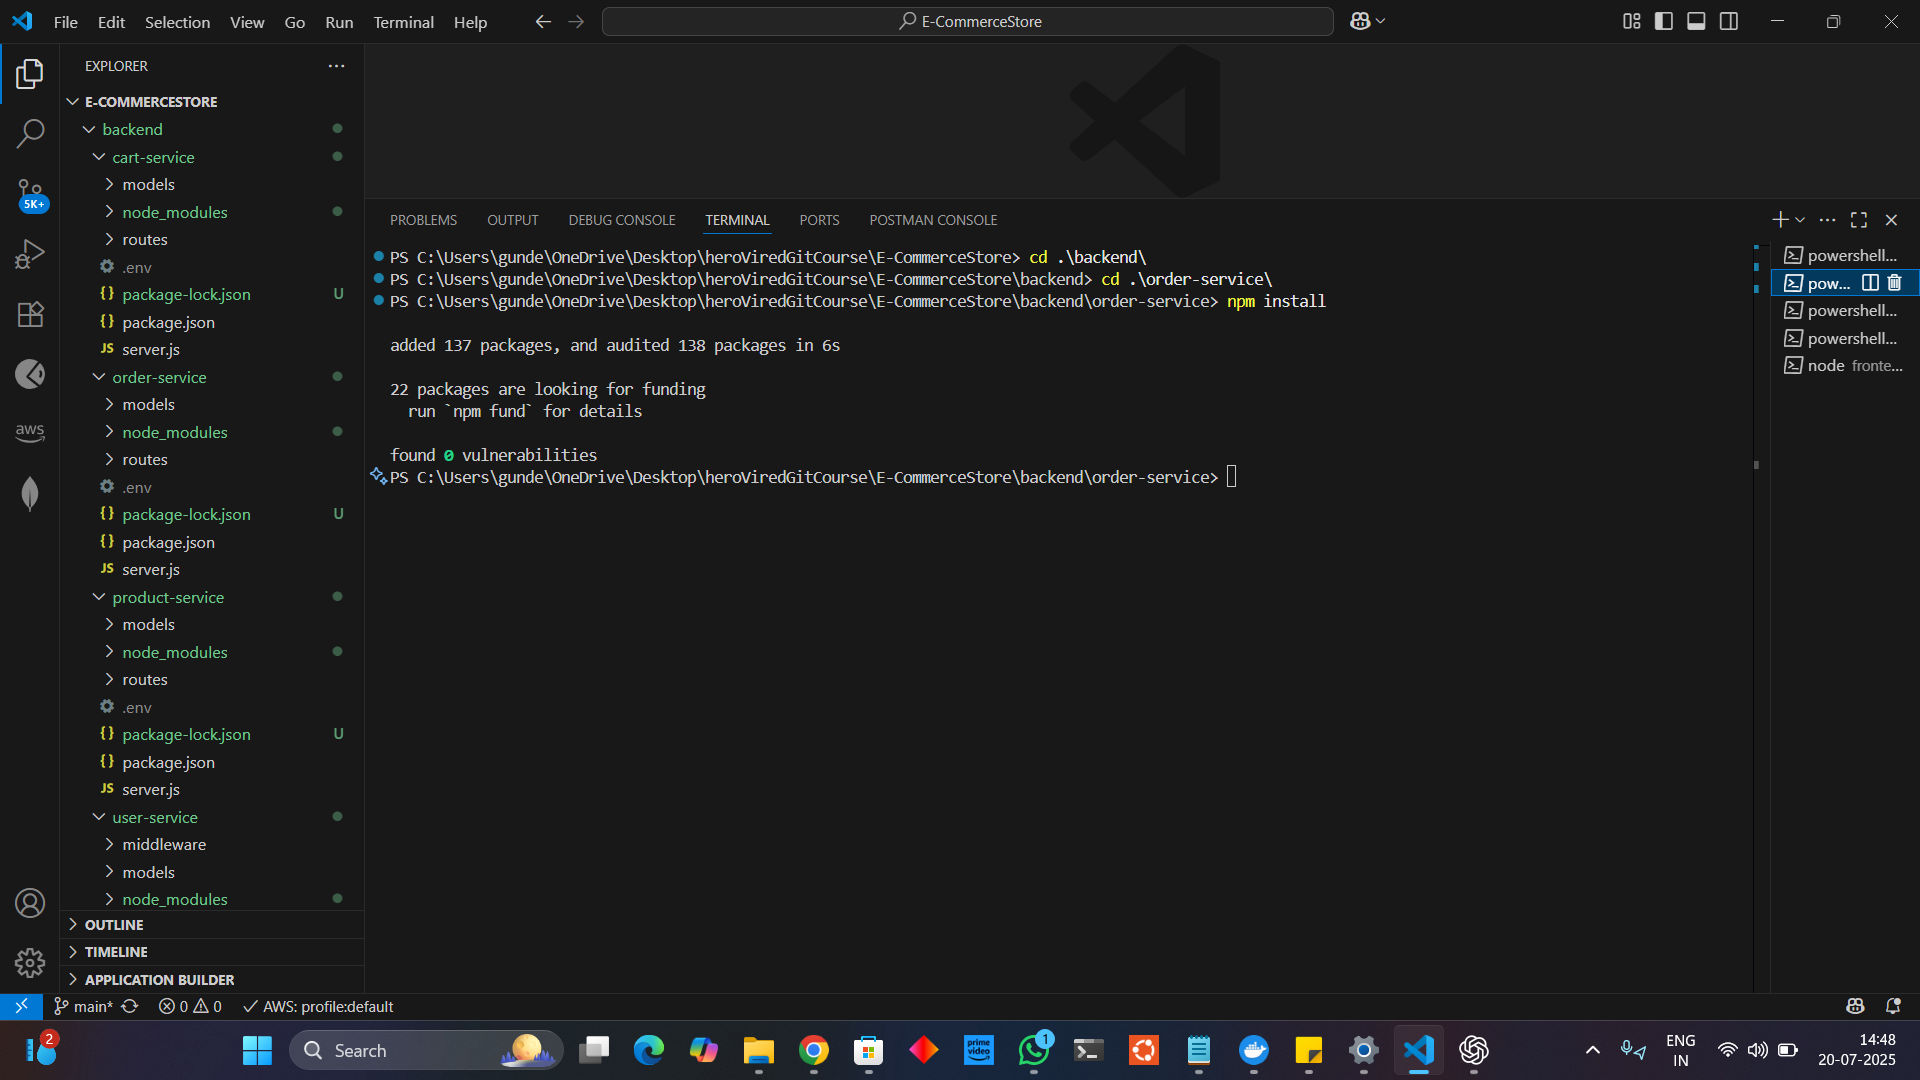 File Edit Selection View Go Run Terminal Help
E-CommerceStore
EXPLORER
E-COMMERCESTORE
backend
cart-service
models
node_modules
routes
.env
package-lock.json U
package.json
server.js
order-service
models
node_modules
routes
.env
package-lock.json U
package.json
server.js
product-service
models
node_modules
routes
.env
package-lock.json U
package.json
server.js
user-service
middleware
models
node_modules
OUTLINE
TIMELINE
APPLICATION BUILDER
5K+
aws
PROBLEMS OUTPUT DEBUG CONSOLE TERMINAL PORTS POSTMAN CONSOLE
PS C:\Users\gunde\OneDrive\Desktop\heroViredGitCourse\E-CommerceStore> cd .\backend\
PS C:\Users\gunde\OneDrive\Desktop\heroViredGitCourse\E-CommerceStore\backend> cd .\order-service\
PS C:\Users\gunde\OneDrive\Desktop\heroViredGitCourse\E-CommerceStore\backend\order-service> npm install
added 137 packages, and audited 138 packages in 6s
22 packages are looking for funding
run `npm fund` for details
found 0 vulnerabilities
PS C:\Users\gunde\OneDrive\Desktop\heroViredGitCourse\E-CommerceStore\backend\order-service>
powershell...
pow...
powershell...
powershell...
node fronte...
main* 0 0 AWS: profile:default
2
Search
prime video
1
ENG
IN
14:48
20-07-2025